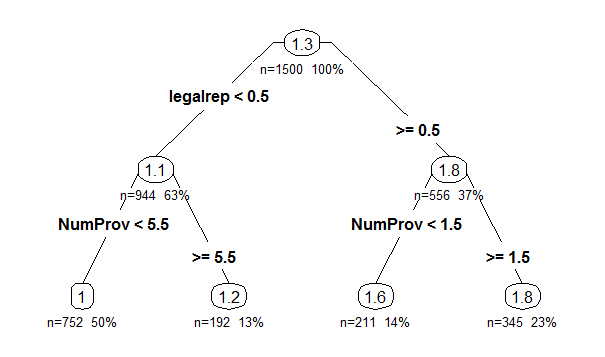 1.3
n=1500 100%
legalrep < 0.5
>= 0.5
1.1
1.8
n=944 63%
n=556 37%
NumProv < 5.5
NumProv < 1.5
>= 5.5
>= 1.5
1
1.2
1.6
1.8
n=752 50%
n=192 13%
n=211 14%
n=345 23%